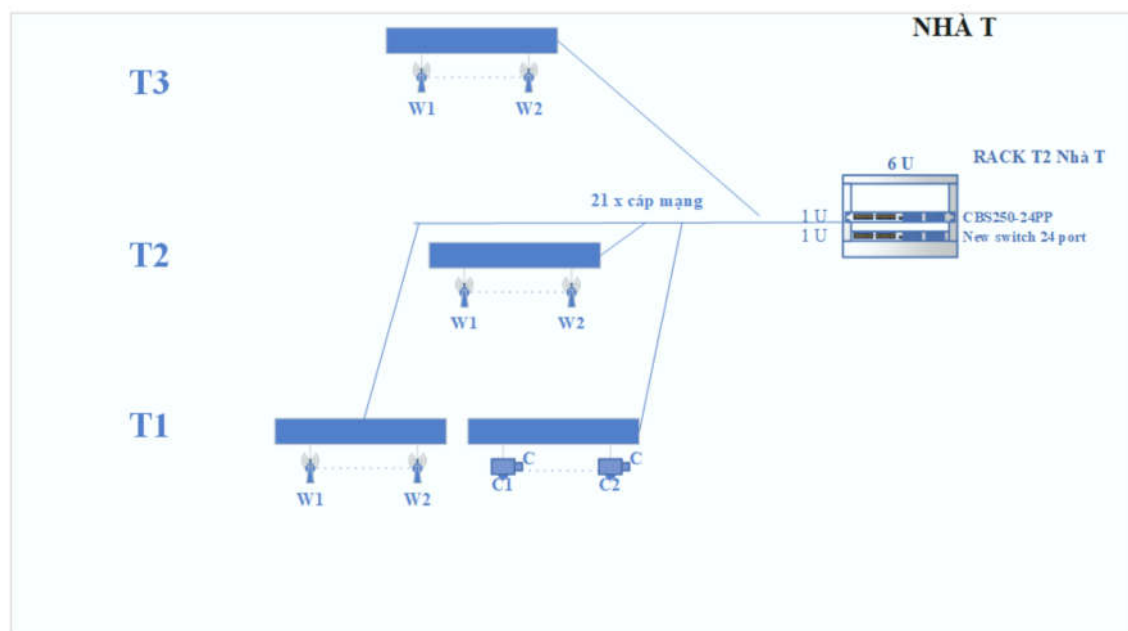 NHÀ T
T3
W1 W2
RACK T2 Nhà T
6 U
21 x cáp mạng
1 U CBS250-24PP
1 U New switch 24 port
T2
W1 W2
T1
C C
W1 W2 C1 C2